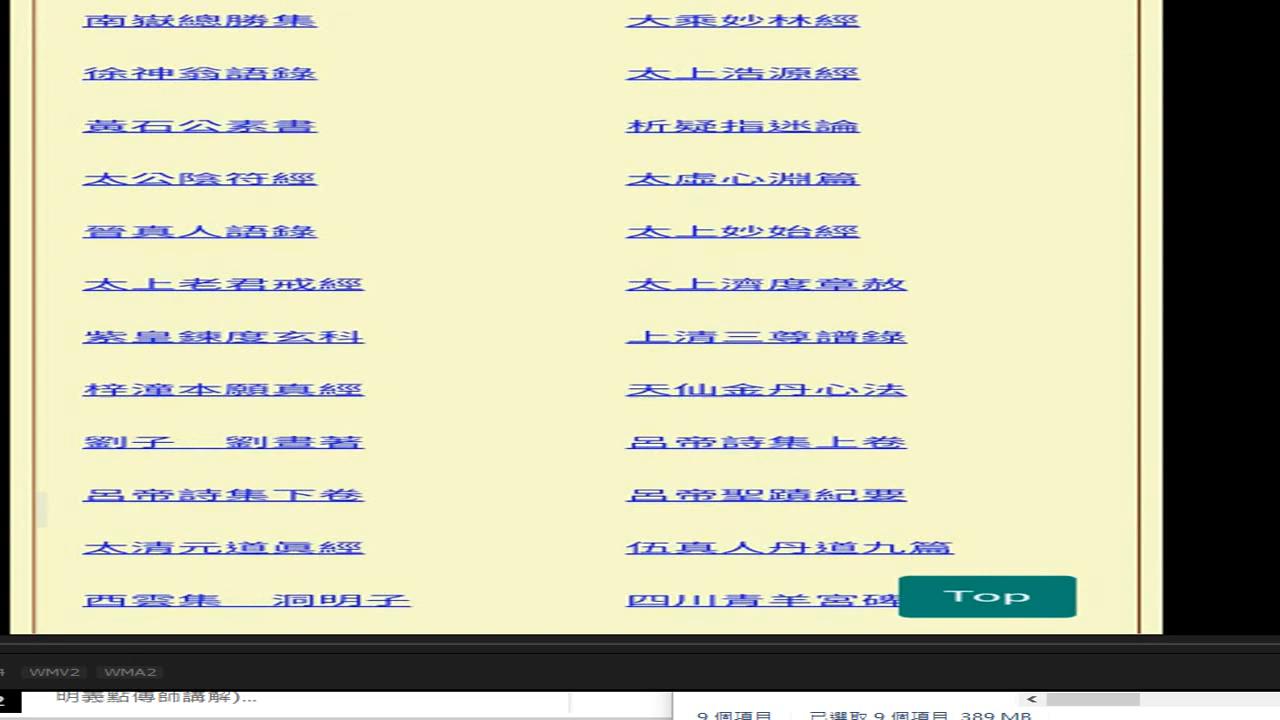 南嶽總勝集 大乘妙林經
徐神翁語錄 太上浩源經
黃石公素書 析疑指迷論
太公陰符經 太虛心淵篇
晉真人語錄 太上妙始經
太上老君戒經 太上濟度章赦
紫皇鍊度玄科 上清三尊譜錄
梓潼本願真經 天仙金丹心法
劉子 劉晝著 呂帝詩集上卷
呂帝詩集下卷 呂帝聖蹟紀要
太清元道眞經 伍真人丹道九篇
西雲集 洞明子 四川青羊宮碑
Top
WMV2 WMA2
明義點傳師講解)...
9 個項目 已選取 9 個項目 389 MB